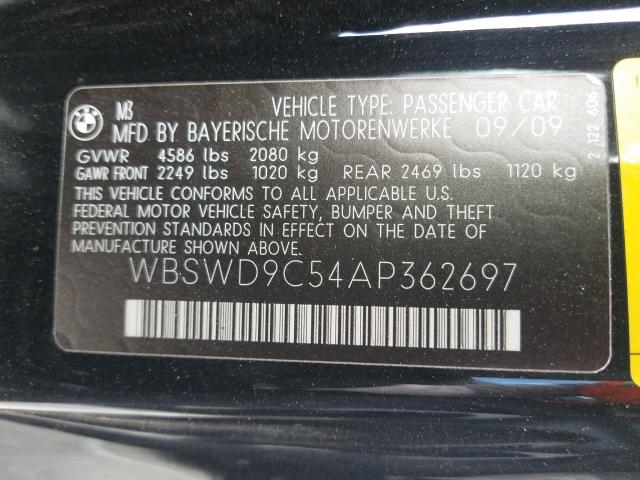 BMW
M3
VEHICLE TYPE: PASSENGER CAR
MFD BY BAYERISCHE MOTORENWERKE 09/09
GVWR 4586 lbs 2080 kg
GAWR FRONT 2249 lbs 1020 kg REAR 2469 lbs 1120 kg
THIS VEHICLE CONFORMS TO ALL APPLICABLE U.S.
FEDERAL MOTOR VEHICLE SAFETY, BUMPER AND THEFT
PREVENTION STANDARDS IN EFFECT ON THE DATE OF
MANUFACTURE SHOWN ABOVE
WBSWD9C54AP362697
2 122 606